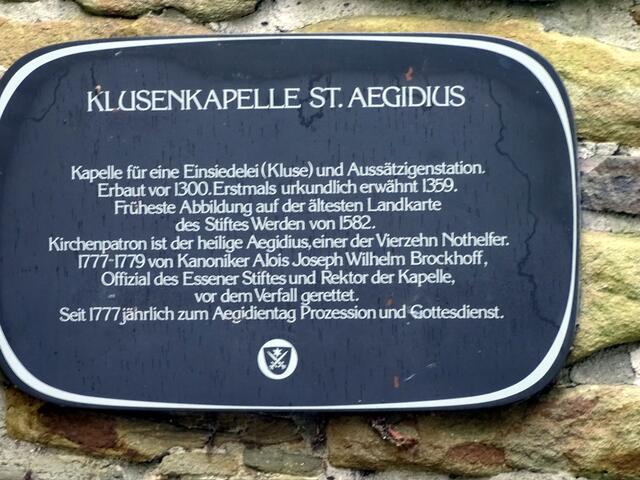 KLUSENKAPELLE ST. AEGIDIUS
Kapelle für eine Einsiedelei (Kluse) und Aussätzigenstation.
Erbaut vor 1300. Erstmals urkundlich erwähnt 1359.
Früheste Abbildung auf der ältesten Landkarte
des Stiftes Werden von 1582.
Kirchenpatron ist der heilige Aegidius, einer der Vierzehn Nothelfer.
1777-1779 von Kanoniker Alois Joseph Wilhelm Brockhoff,
Offizial des Essener Stiftes und Rektor der Kapelle,
vor dem Verfall gerettet.
Seit 1777 jährlich zum Aegidientag Prozession und Gottesdienst.